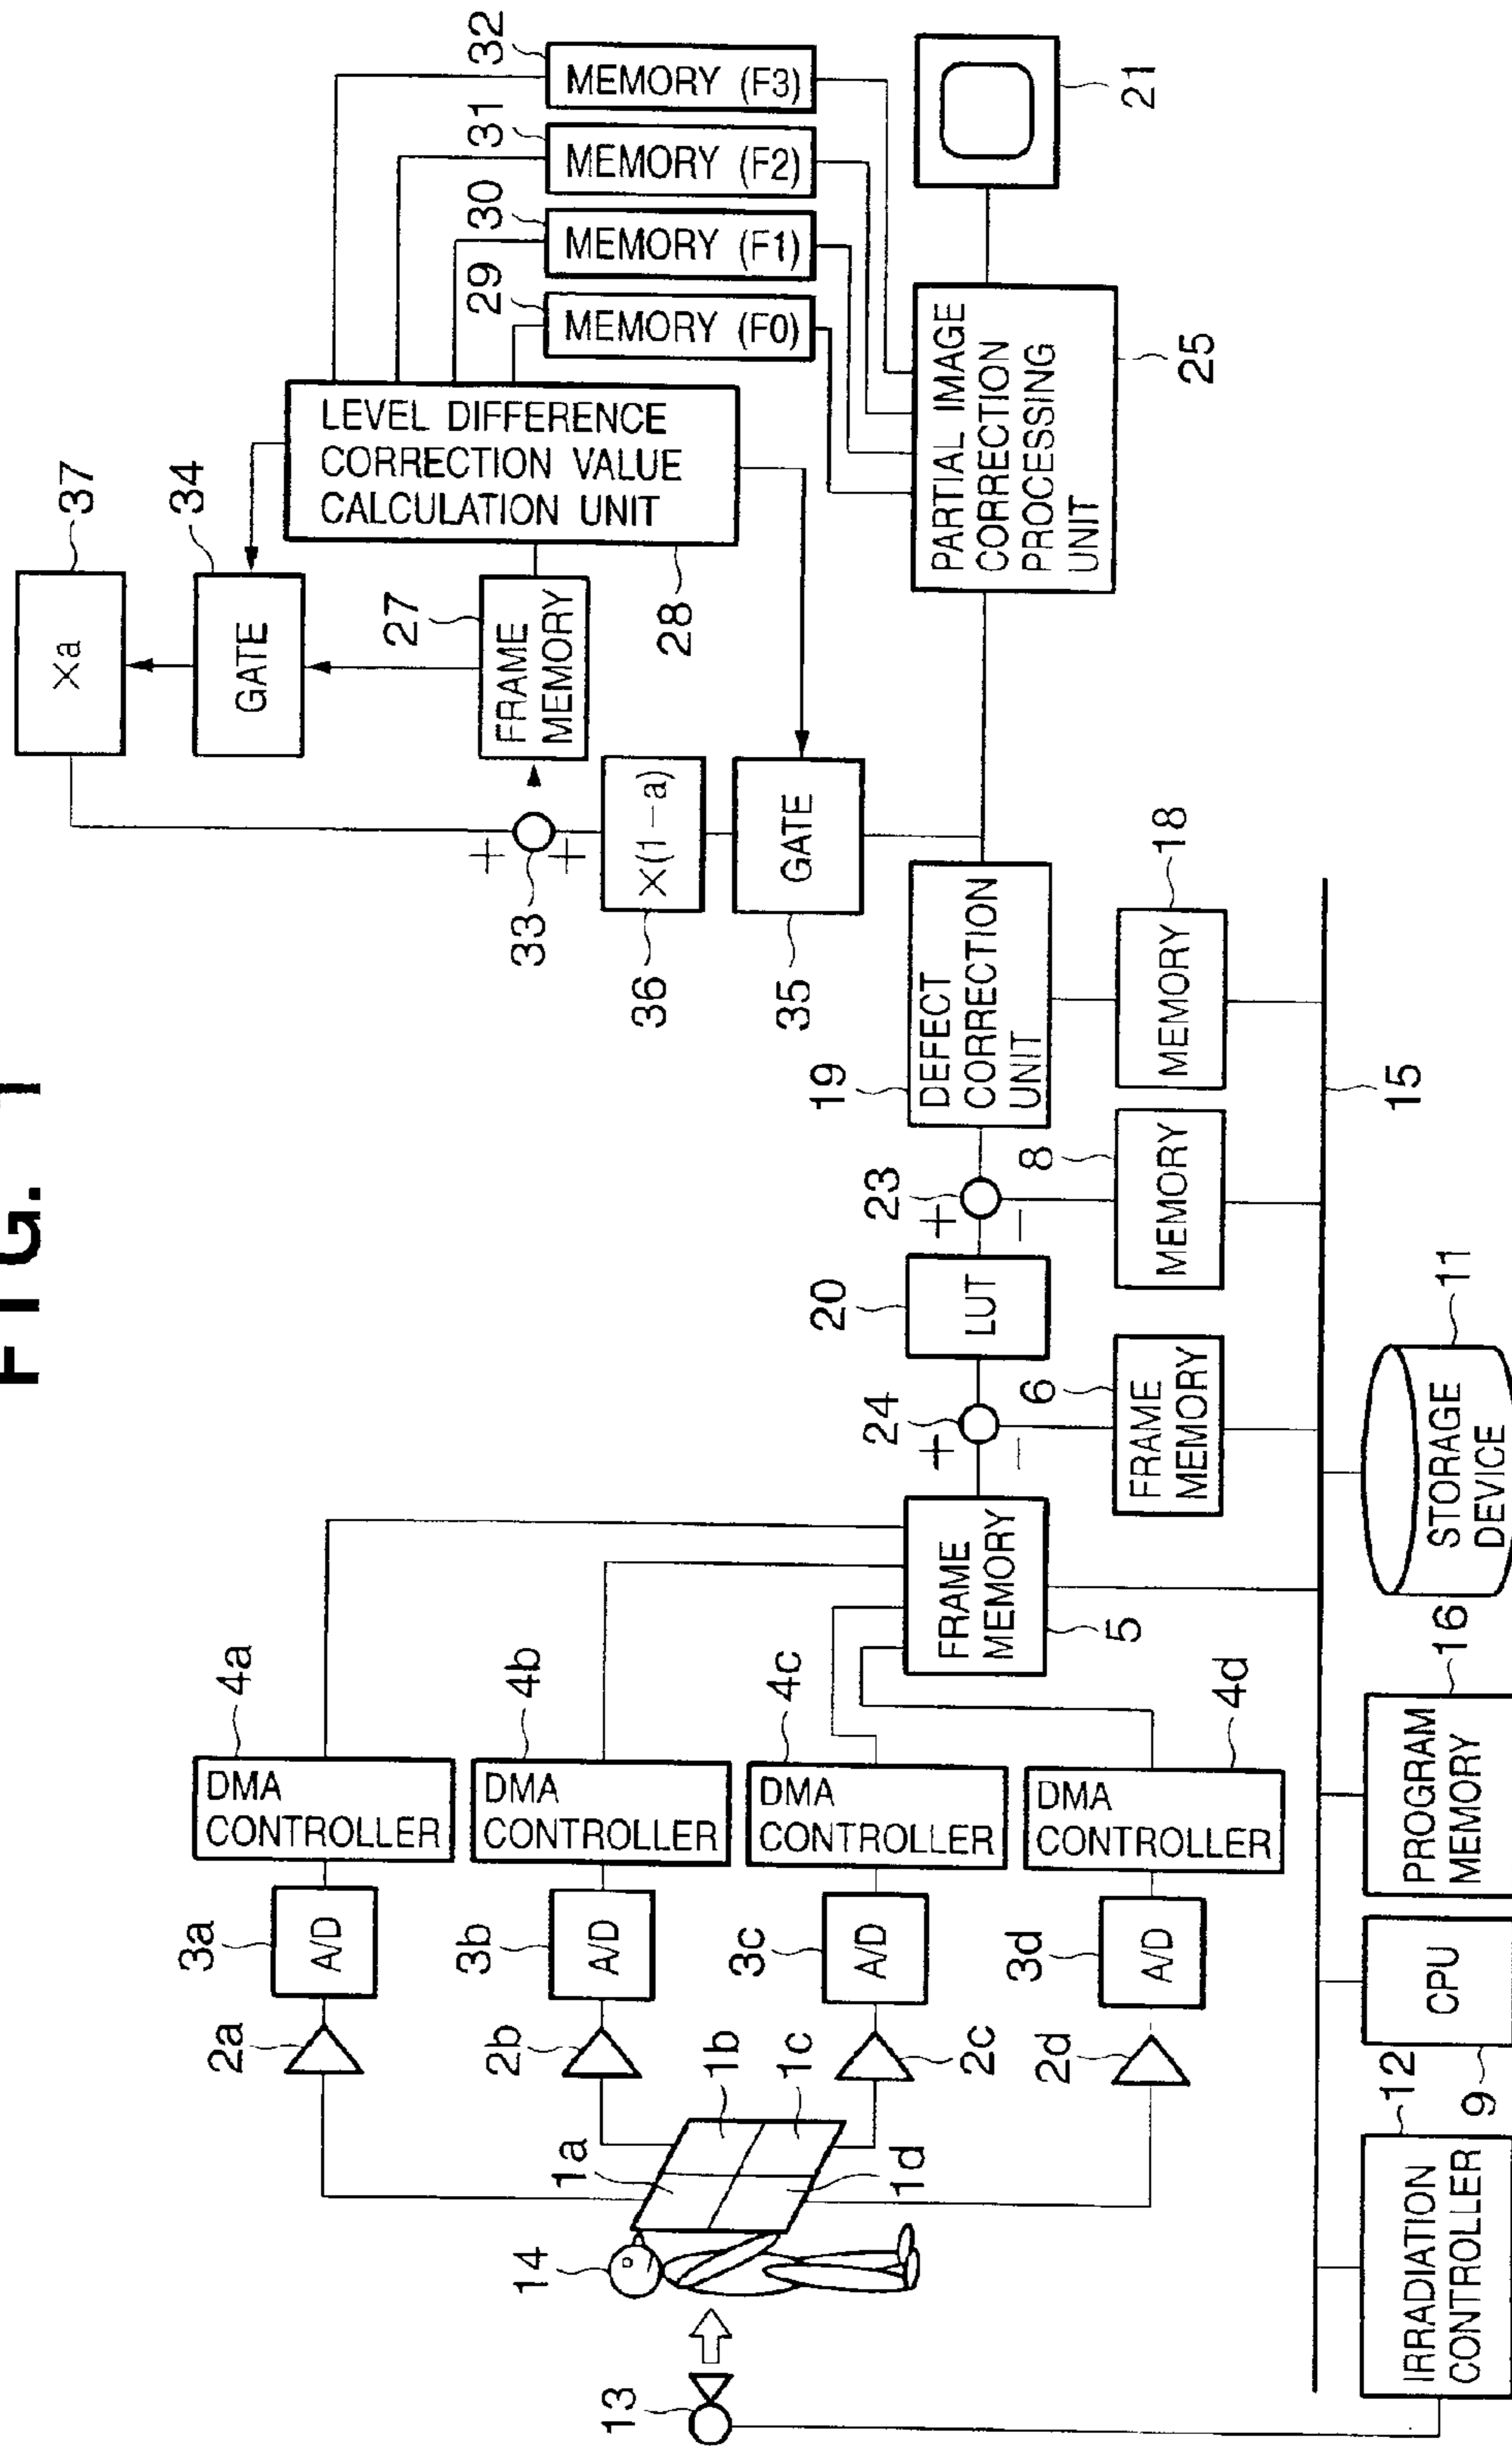 FIG. 1
13
14
1a
1b
1c
1d
2a
2b
2c
2d
3a
A/D
3b
A/D
3c
A/D
3d
A/D
4a
DMA
CONTROLLER
4b
DMA
CONTROLLER
4c
DMA
CONTROLLER
4d
DMA
CONTROLLER
FRAME
MEMORY
5
24
+
−
6
FRAME
MEMORY
20
LUT
23
+
−
8
MEMORY
19
DEFECT
CORRECTION
UNIT
18
MEMORY
15
12
IRRADIATION
CONTROLLER
9
CPU
16
PROGRAM
MEMORY
11
STORAGE
DEVICE
35
GATE
36
×(1−a)
33
+
+
27
FRAME
MEMORY
34
GATE
37
×a
28
LEVEL DIFFERENCE
CORRECTION VALUE
CALCULATION UNIT
29
MEMORY (F0)
30
MEMORY (F1)
31
MEMORY (F2)
32
MEMORY (F3)
PARTIAL IMAGE
CORRECTION
PROCESSING
UNIT
25
21